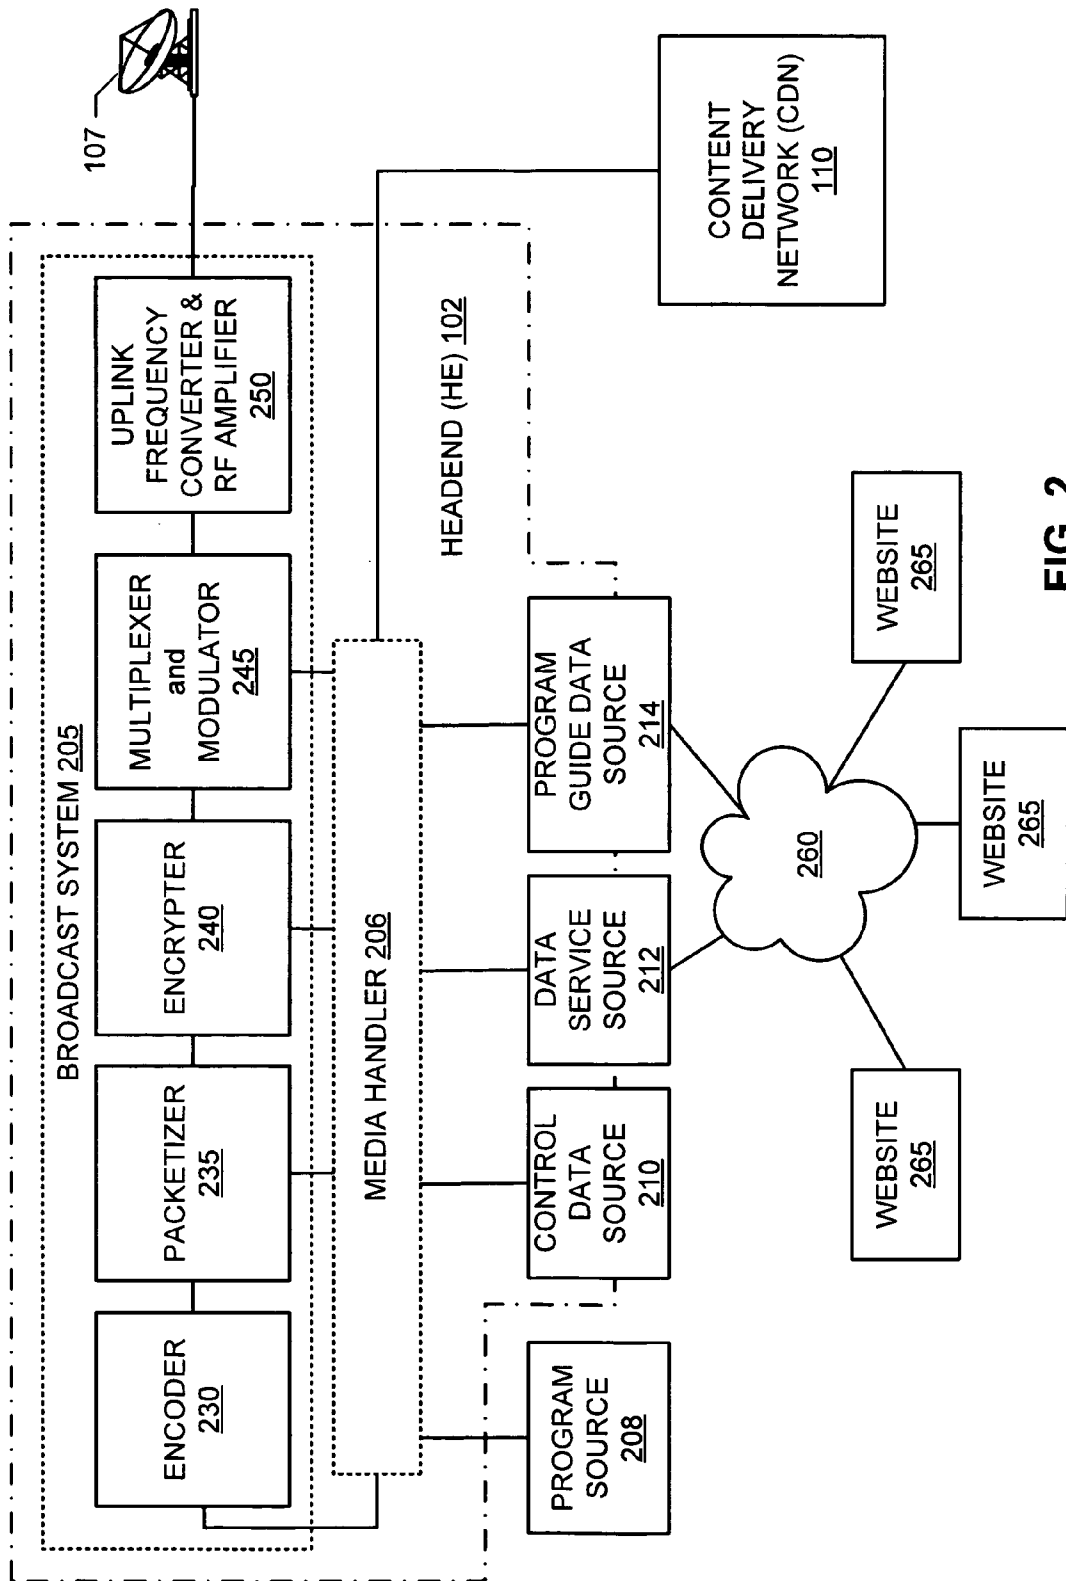 107
BROADCAST SYSTEM 205
ENCODER
230
PACKETIZER
235
ENCRYPTER
240
MULTIPLEXER
and
MODULATOR
245
UPLINK
FREQUENCY
CONVERTER &
RF AMPLIFIER
250
MEDIA HANDLER 206
HEADEND (HE) 102
PROGRAM
SOURCE
208
CONTROL
DATA
SOURCE
210
DATA
SERVICE
SOURCE
212
PROGRAM
GUIDE DATA
SOURCE
214
CONTENT
DELIVERY
NETWORK (CDN)
110
260
WEBSITE
265
WEBSITE
265
WEBSITE
265
FIG. 2